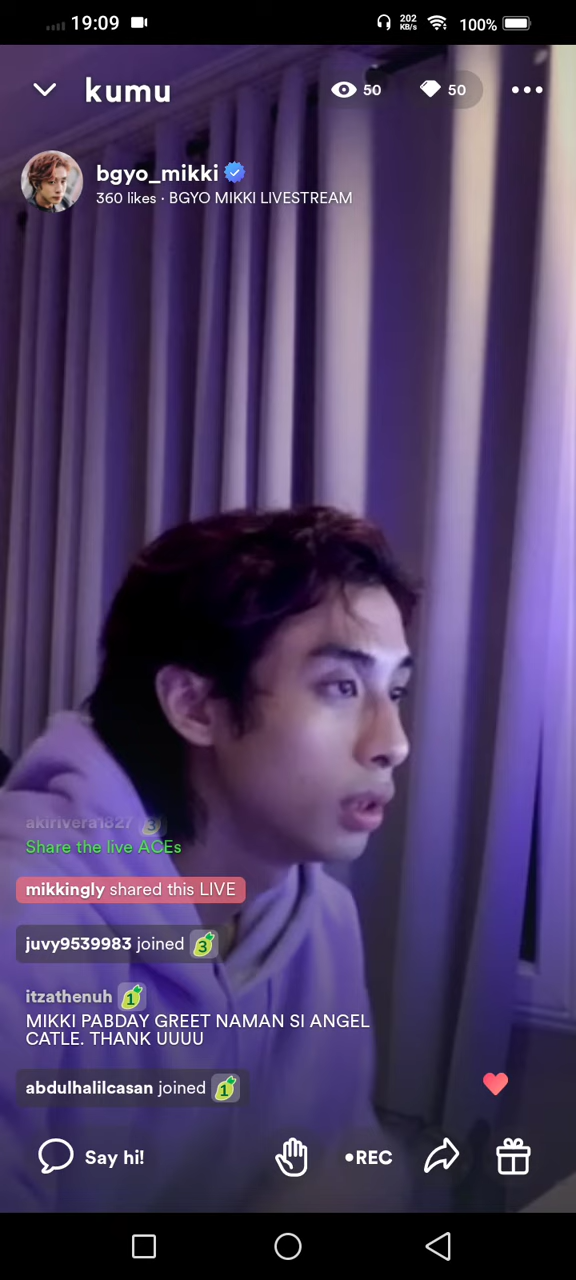 19:09
202
KB/s
100%
kumu
50
50
bgyo_mikki
360 likes · BGYO MIKKI LIVESTREAM
akirivera1827 3
Share the live ACEs
mikkingly shared this LIVE
juvy9539983 joined 3
itzathenuh 1
MIKKI PABDAY GREET NAMAN SI ANGEL
CATLE. THANK UUUU
abdulhalilcasan joined 1
Say hi!
•REC